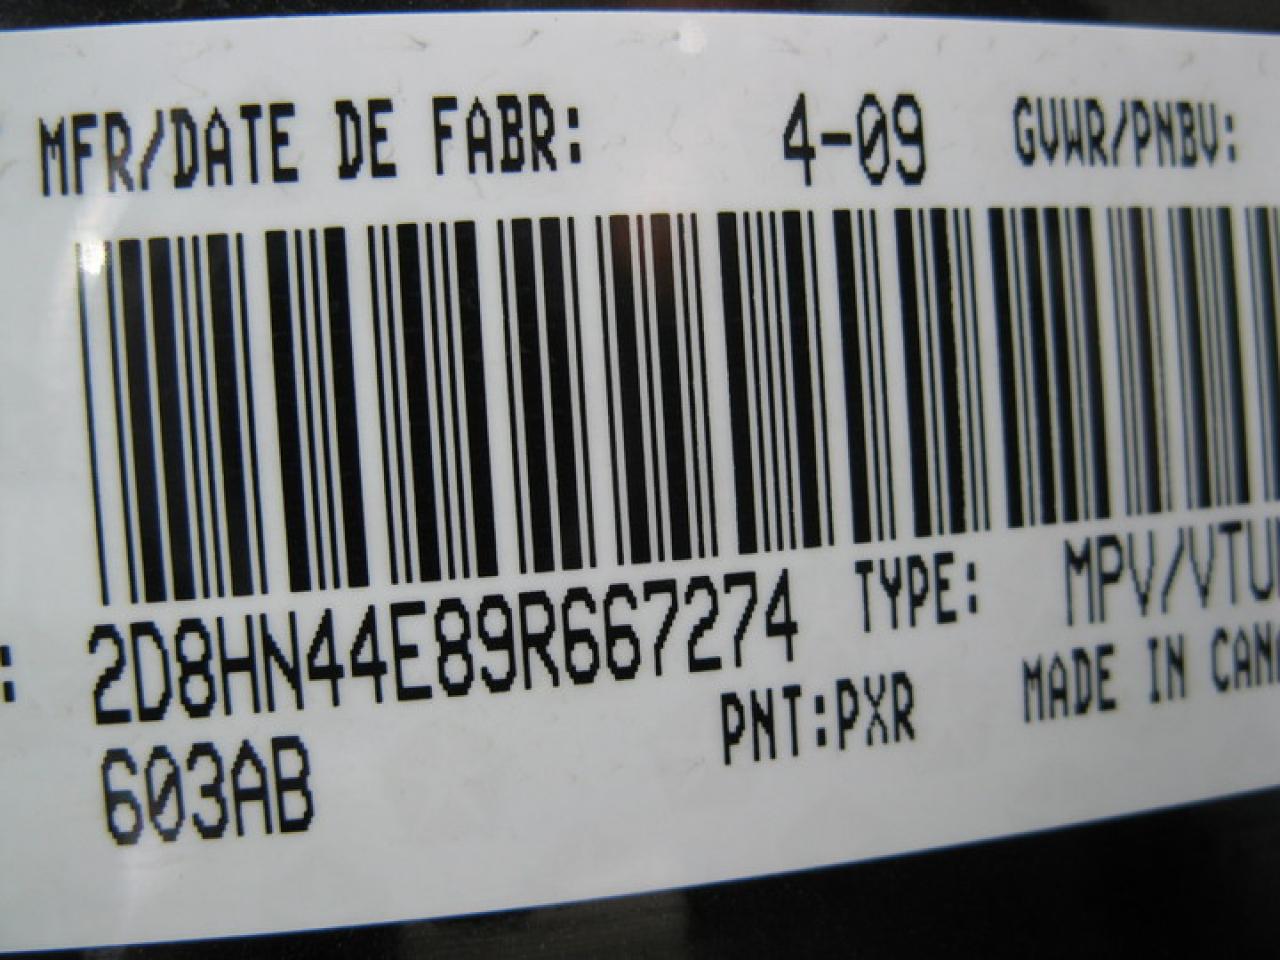 MFR/DATE DE FABR: 4-09 GVWR/PNBV:
: 2D8HN44E89R667274 TYPE: MPV/VTU
603AB PNT:PXR MADE IN CAN